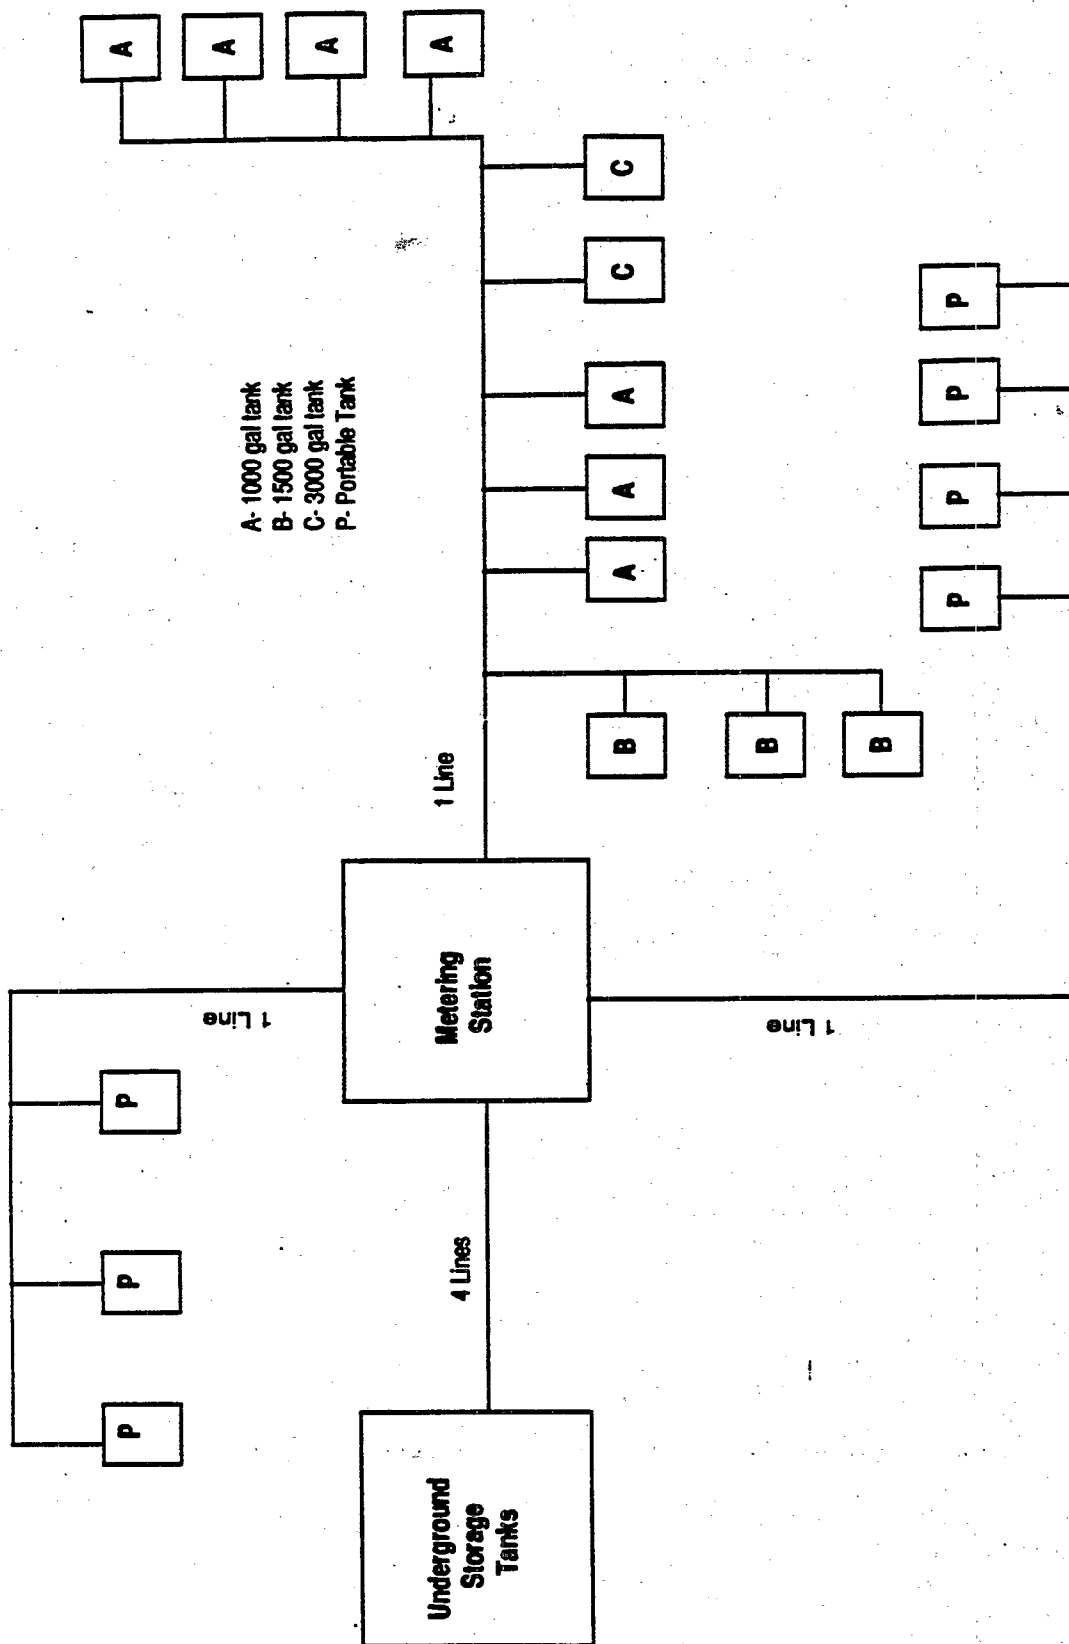 A
A
A
A
C
C
A- 1000 gal tank
B- 1500 gal tank
C- 3000 gal tank
P- Portable Tank
A
A
A
P
P
P
P
B
B
B
1 Line
Metering
Station
1 Line
1 Line
P
P
P
4 Lines
Underground
Storage
Tanks